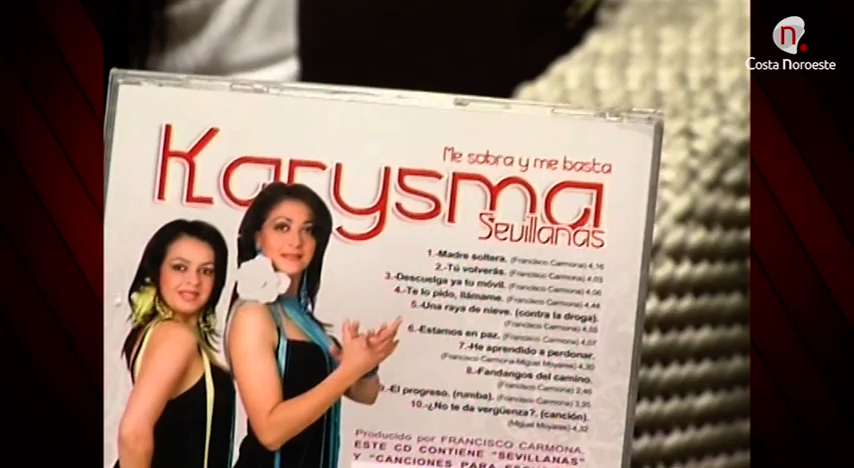 n.
Costa Noroeste
Me sobra y me basta
Karysma
Sevillanas
1.-Madre soltera. (Francisco Carmona) 4,16
2.-Tú volverás. (Francisco Carmona) 4,03
3.-Descuelga ya tu móvil. (Francisco Carmona) 4,06
4.-Te lo pido, llámame. (Francisco Carmona) 4,44
5.-Una raya de nieve. (contra la droga).
(Francisco Carmona) 4,05
6.-Estamos en paz. (Francisco Carmona) 4,07
7.-He aprendido a perdonar.
(Francisco Carmona-Miguel Moyares) 4,30
8.-Fandangos del camino.
(Francisco Carmona) 2,46
9.-El progreso. (rumba). (Francisco Carmona) 3,95
10.-¿No te da vergüenza?. (canción).
(Miguel Moyares) 4,32
Producido por FRANCISCO CARMONA.
ESTE CD CONTIENE "SEVILLANAS"
Y "CANCIONES PARA